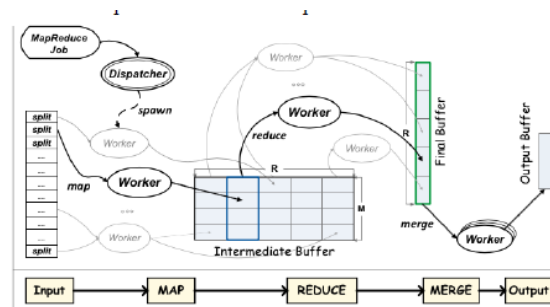 MapReduce
Job
Dispatcher
spawn
split
split
split
...
...
...
...
...
...
split
Worker
map
Worker
...
Worker
Worker
...
Worker
reduce
Worker
R
M
Intermediate Buffer
R
Final Buffer
merge
Worker
Output Buffer
Input
MAP
REDUCE
MERGE
Output